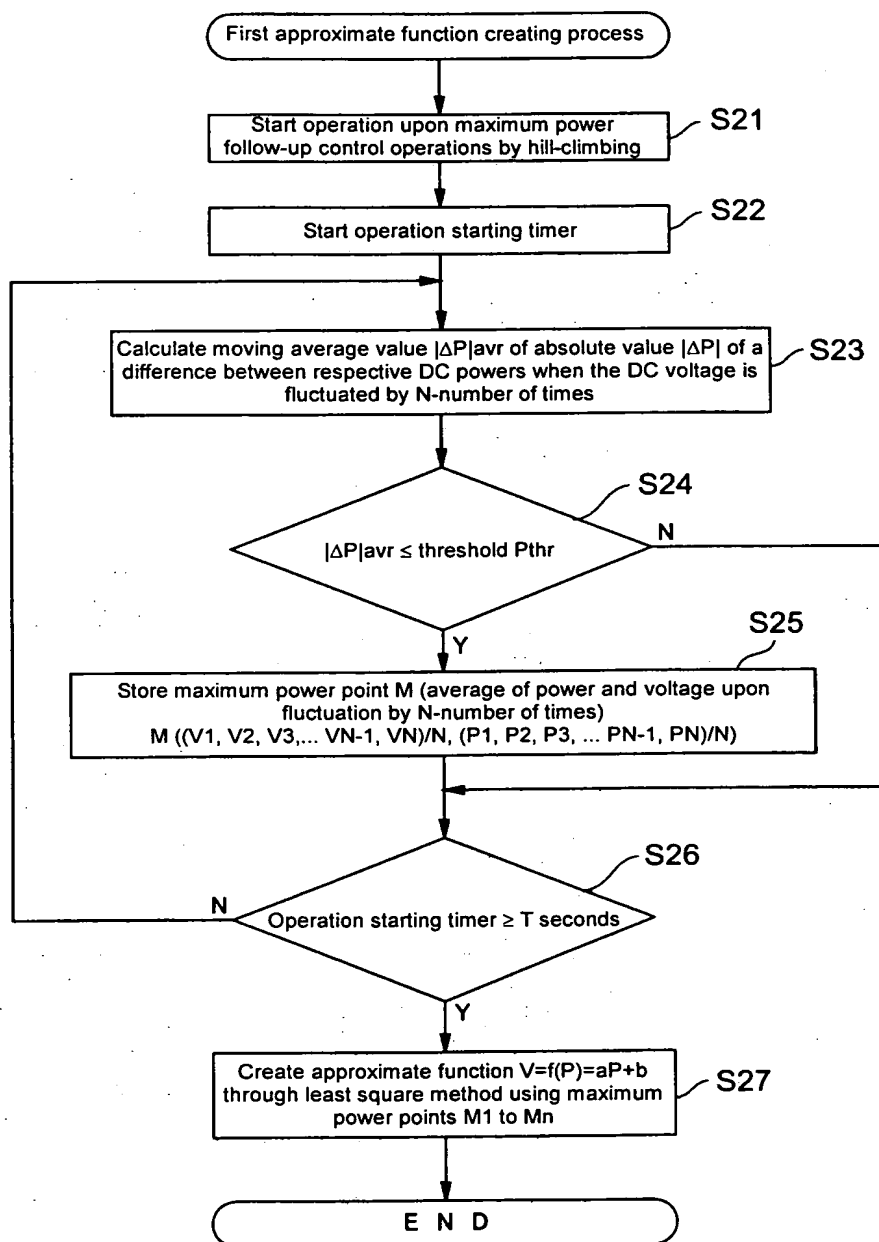 First approximate function creating process
Start operation upon maximum power
follow-up control operations by hill-climbing
S21
Start operation starting timer
S22
Calculate moving average value |ΔP|avr of absolute value |ΔP| of a
difference between respective DC powers when the DC voltage is
fluctuated by N-number of times
S23
|ΔP|avr ≤ threshold Pthr
S24
N
Y
Store maximum power point M (average of power and voltage upon
fluctuation by N-number of times)
M ((V1, V2, V3,... VN-1, VN)/N, (P1, P2, P3, ... PN-1, PN)/N)
S25
Operation starting timer ≥ T seconds
S26
N
Y
Create approximate function V=f(P)=aP+b
through least square method using maximum
power points M1 to Mn
S27
E N D